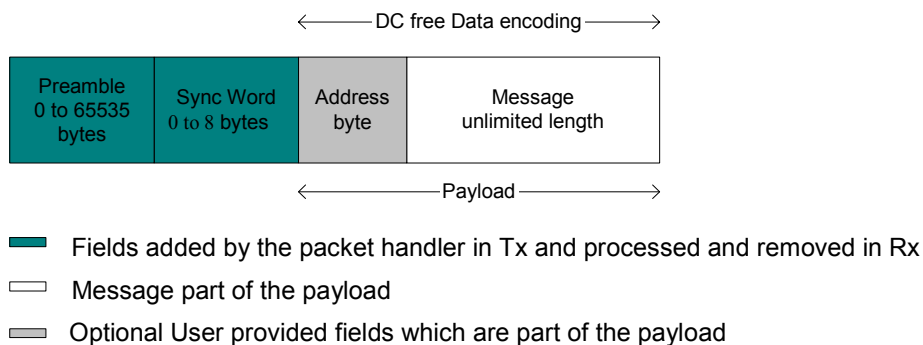 DC free Data encoding
Preamble
0 to 65535
bytes
Sync Word
0 to 8 bytes
Address
byte
Message
unlimited length
Payload
Fields added by the packet handler in Tx and processed and removed in Rx
Message part of the payload
Optional User provided fields which are part of the payload